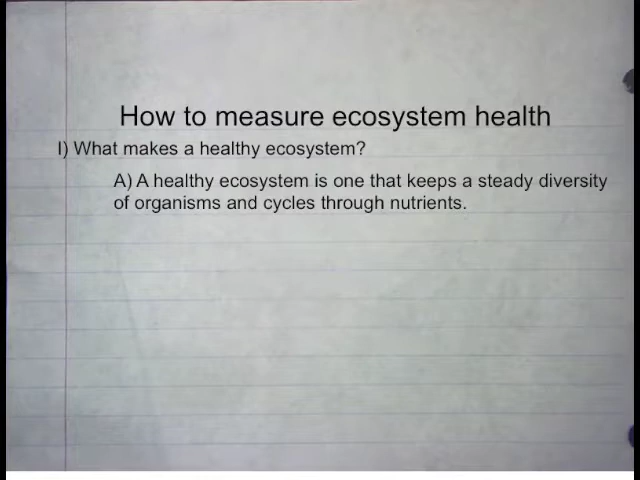 How to measure ecosystem health
I) What makes a healthy ecosystem?
A) A healthy ecosystem is one that keeps a steady diversity
of organisms and cycles through nutrients.